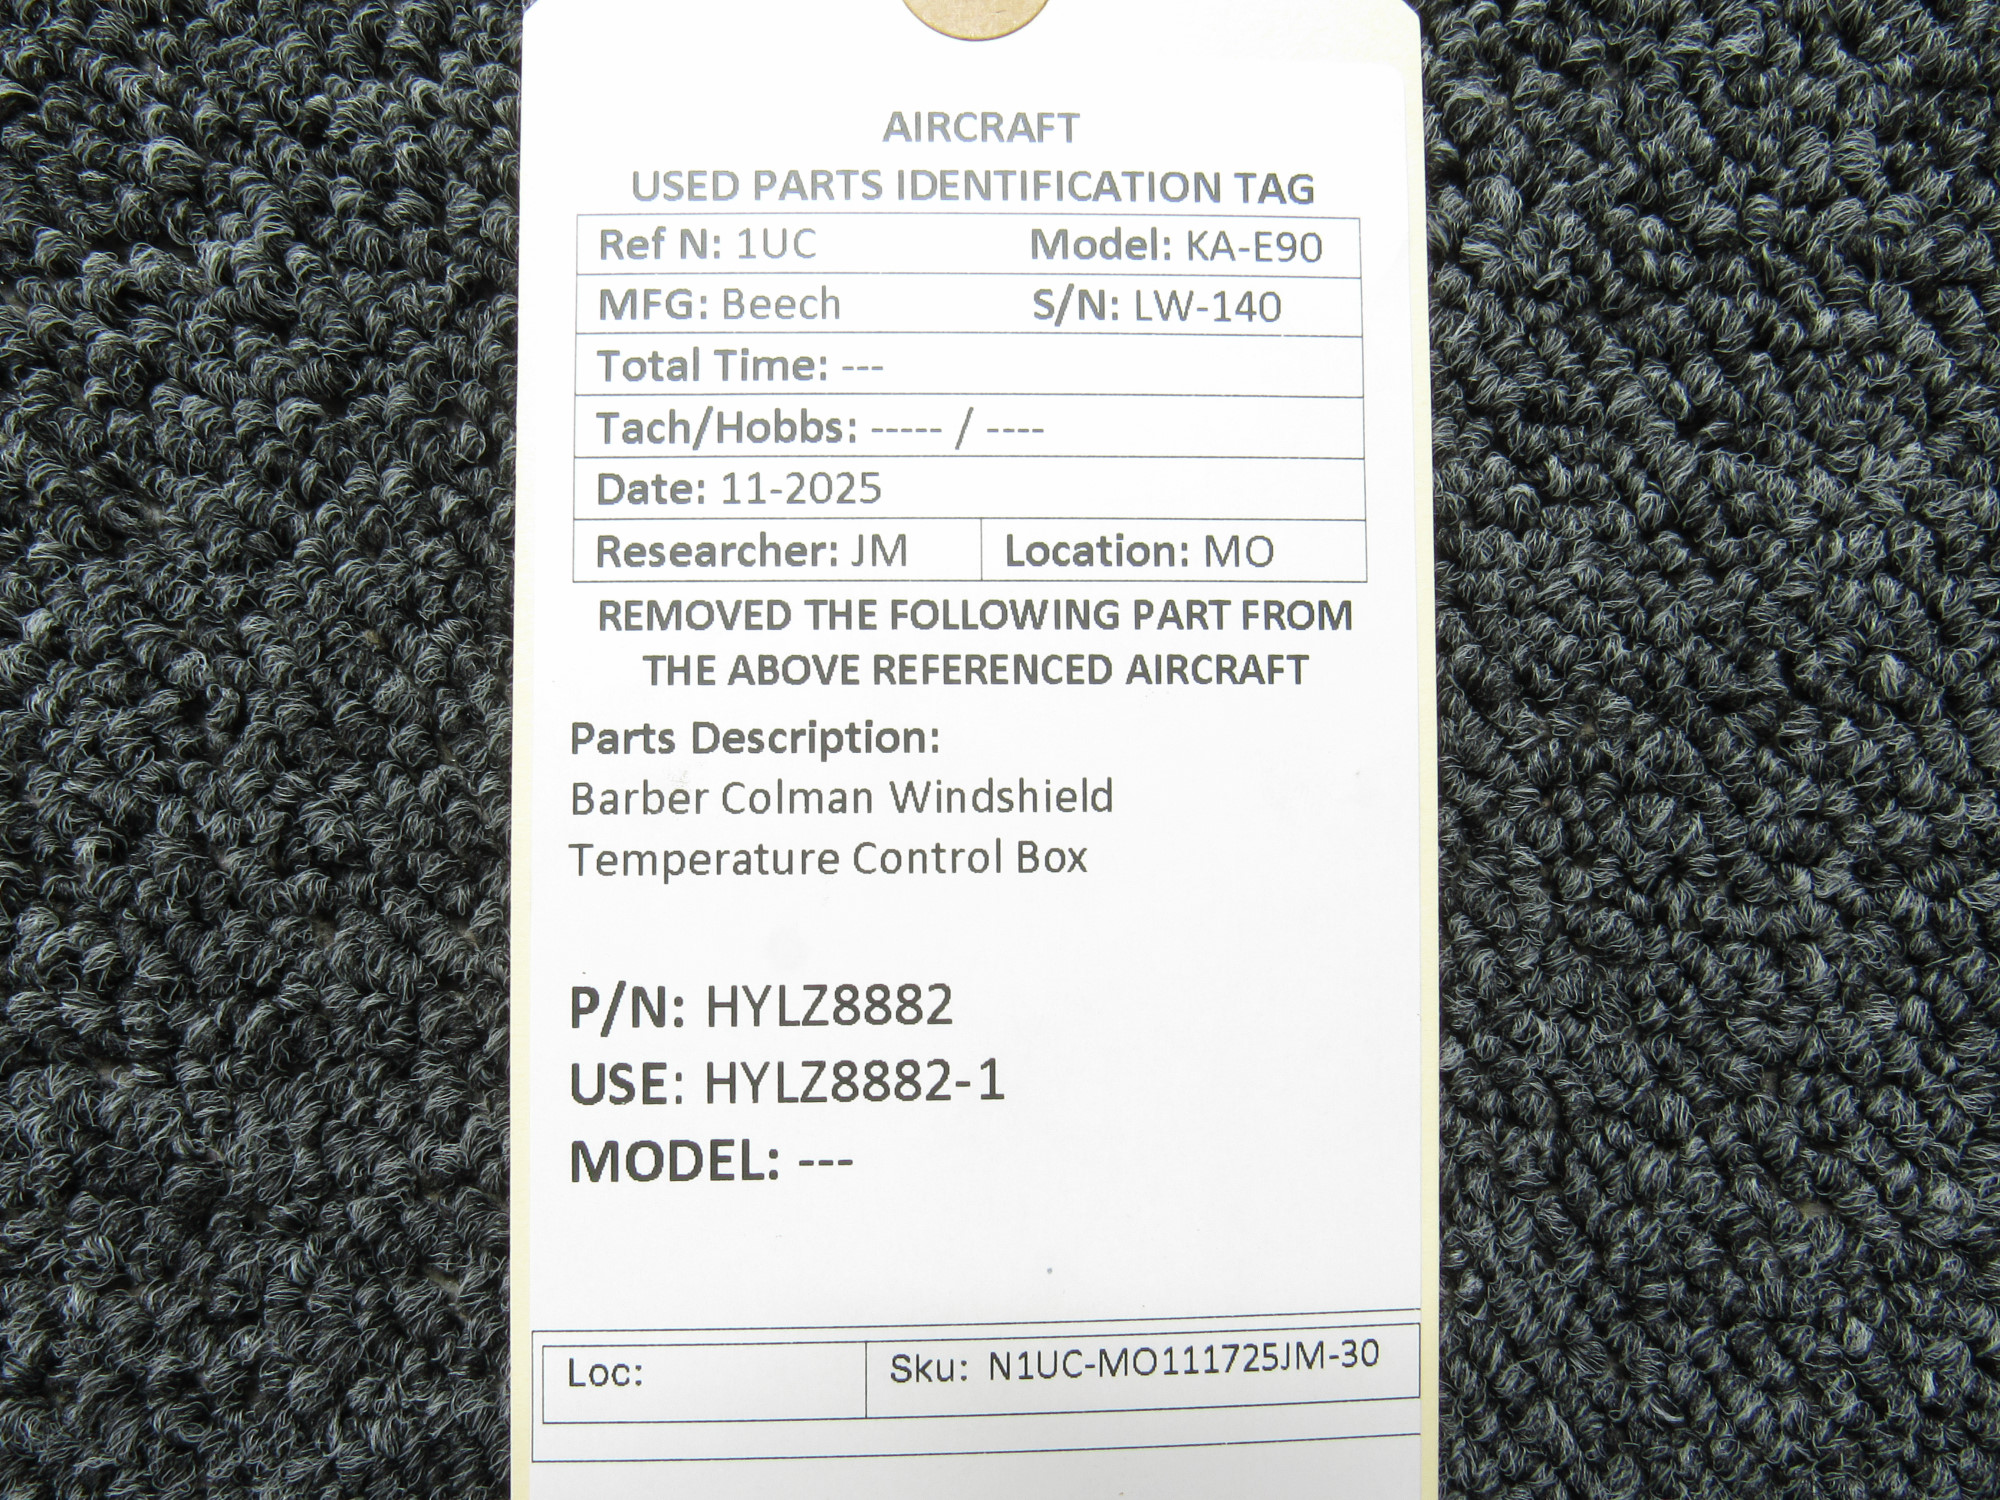 AIRCRAFT
USED PARTS IDENTIFICATION TAG
Ref N: 1UC Model: KA-E90
MFG: Beech S/N: LW-140
Total Time: ---
Tach/Hobbs: ----- / ----
Date: 11-2025
Researcher: JM Location: MO
REMOVED THE FOLLOWING PART FROM
THE ABOVE REFERENCED AIRCRAFT
Parts Description:
Barber Colman Windshield
Temperature Control Box
P/N: HYLZ8882
USE: HYLZ8882-1
MODEL: ---
Loc: Sku: N1UC-MO111725JM-30